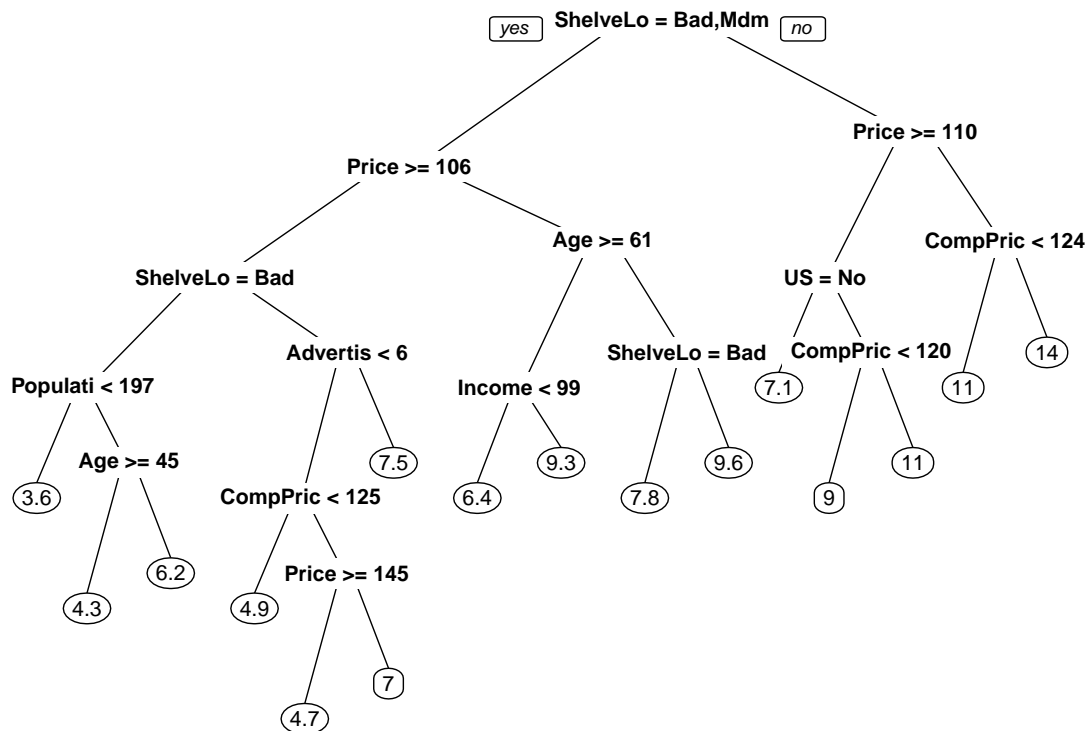 yes ShelveLo = Bad,Mdm no
Price >= 110
Price >= 106
Age >= 61 CompPric < 124
ShelveLo = Bad US = No
Advertis < 6 ShelveLo = Bad CompPric < 120 14
Populati < 197 Income < 99 7.1 11
Age >= 45 7.5 9.3 9.6 11
3.6 CompPric < 125 6.4 7.8 9
6.2 Price >= 145
4.3 4.9
7
4.7